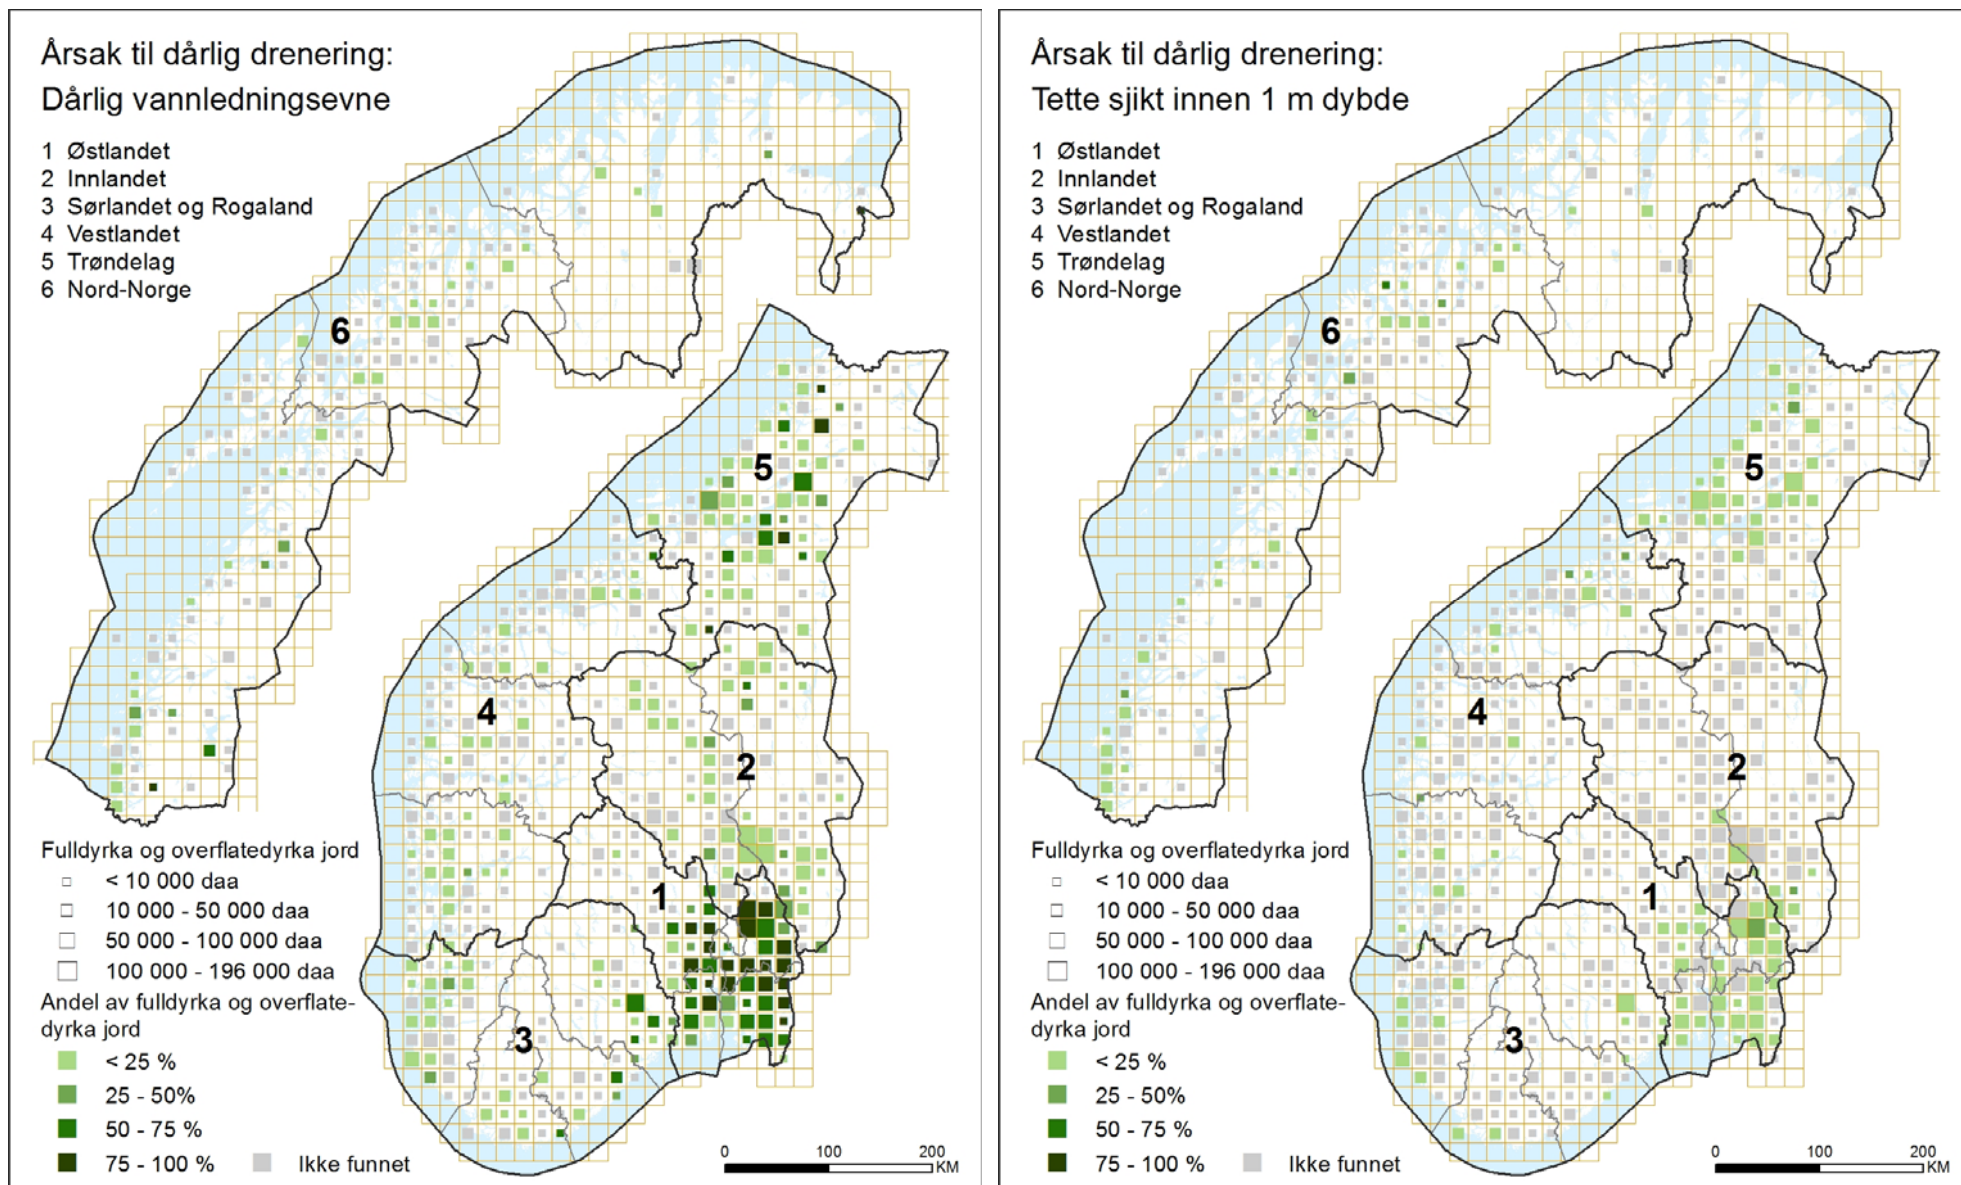 Årsak til dårlig drenering:
Dårlig vannledningsevne
1 Østlandet
2 Innlandet
3 Sørlandet og Rogaland
4 Vestlandet
5 Trøndelag
6 Nord-Norge
6
5
4
2
1
3
Fulldyrka og overflatedyrka jord
< 10 000 daa
10 000 - 50 000 daa
50 000 - 100 000 daa
100 000 - 196 000 daa
Andel av fulldyrka og overflate-
dyrka jord
< 25 %
25 - 50%
50 - 75 %
75 - 100 %
Ikke funnet
0 100 200
KM
Årsak til dårlig drenering:
Tette sjikt innen 1 m dybde
1 Østlandet
2 Innlandet
3 Sørlandet og Rogaland
4 Vestlandet
5 Trøndelag
6 Nord-Norge
6
5
4
2
1
3
Fulldyrka og overflatedyrka jord
< 10 000 daa
10 000 - 50 000 daa
50 000 - 100 000 daa
100 000 - 196 000 daa
Andel av fulldyrka og overflate-
dyrka jord
< 25 %
25 - 50%
50 - 75 %
75 - 100 %
Ikke funnet
0 100 200
KM